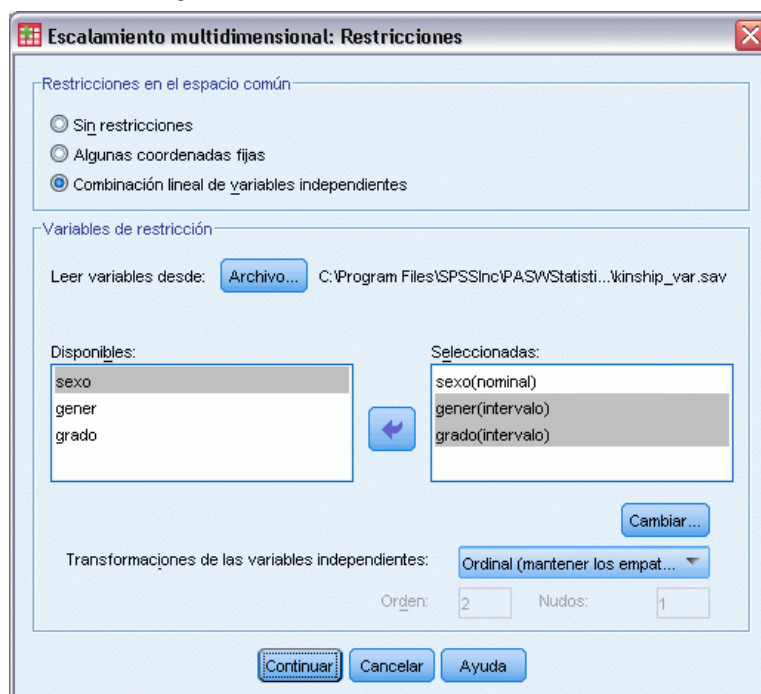 Escalamiento multidimensional: Restricciones
Restricciones en el espacio común
Sin restricciones
Algunas coordenadas fijas
Combinación lineal de variables independientes
Variables de restricción
Leer variables desde: Archivo... C:\Program Files\SPSSInc\PASWStatisti...\kinship_var.sav
Disponibles: Seleccionadas:
sexo sexo(nominal)
gener gener(intervalo)
grado grado(intervalo)
Cambiar...
Transformaciones de las variables independientes: Ordinal (mantener los empat...
Orden: 2 Nudos: 1
Continuar Cancelar Ayuda